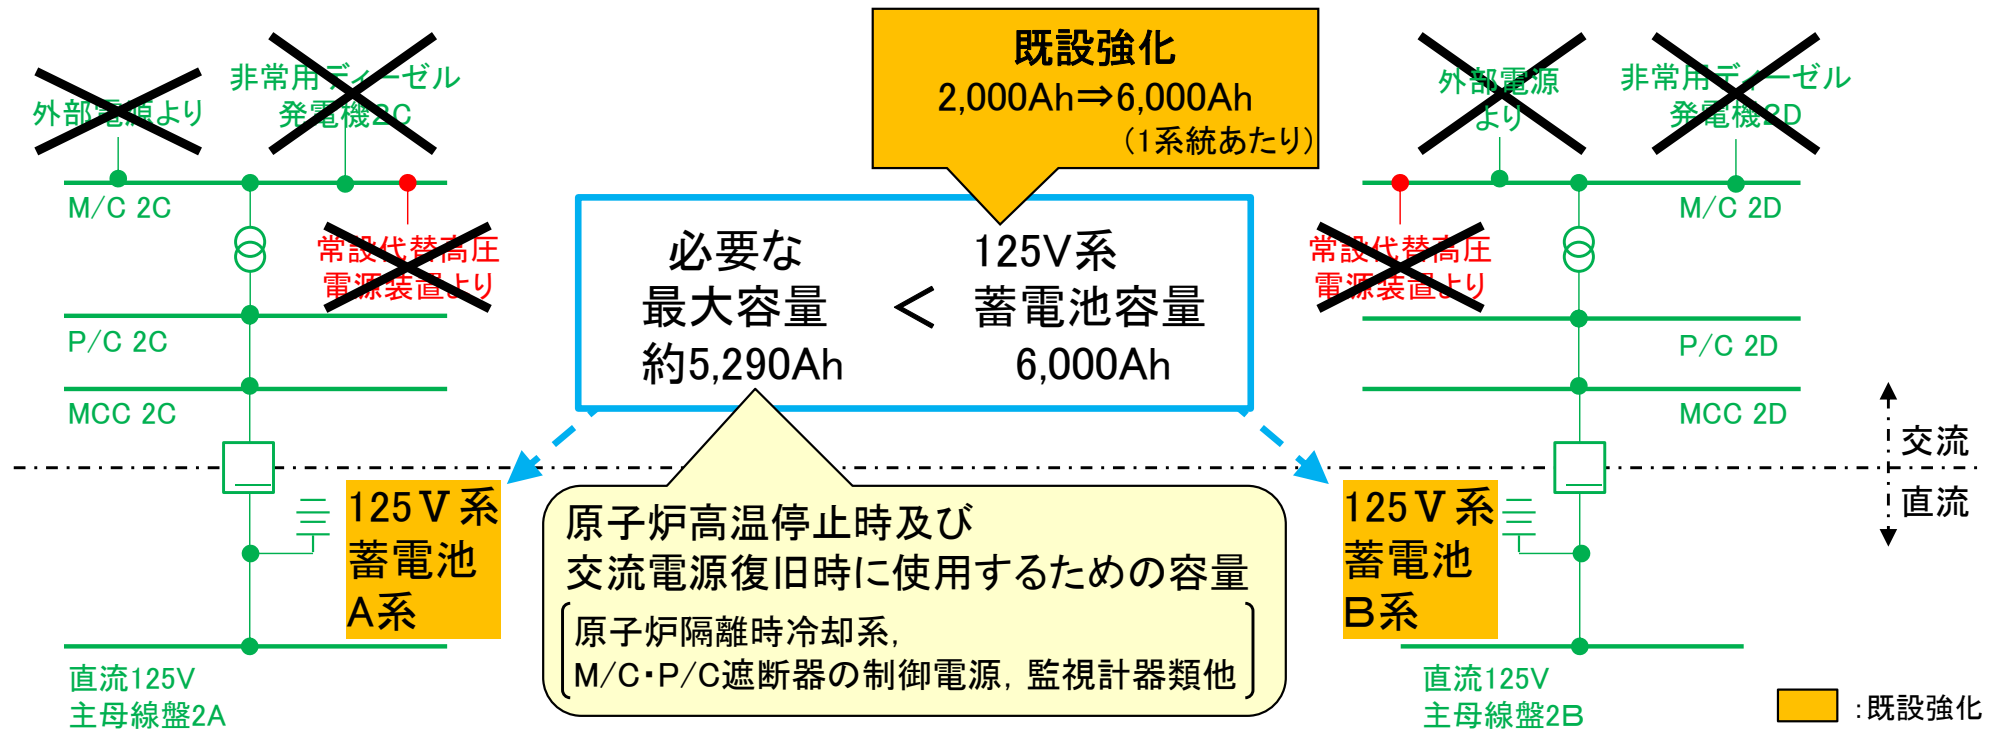 既設強化
2,000Ah⇒6,000Ah
(1系統あたり)
外部電源より
非常用ディーゼル
発電機2C
M/C 2C
常設代替高圧
電源装置より
P/C 2C
MCC 2C
125V系
蓄電池
A系
直流125V
主母線盤2A
必要な
最大容量
約5,290Ah
<
125V系
蓄電池容量
6,000Ah
原子炉高温停止時及び
交流電源復旧時に使用するための容量
原子炉隔離時冷却系,
M/C・P/C遮断器の制御電源, 監視計器類他
外部電源
より
非常用ディーゼル
発電機2D
M/C 2D
常設代替高圧
電源装置より
P/C 2D
MCC 2D
交流
直流
125V系
蓄電池
B系
直流125V
主母線盤2B
:既設強化